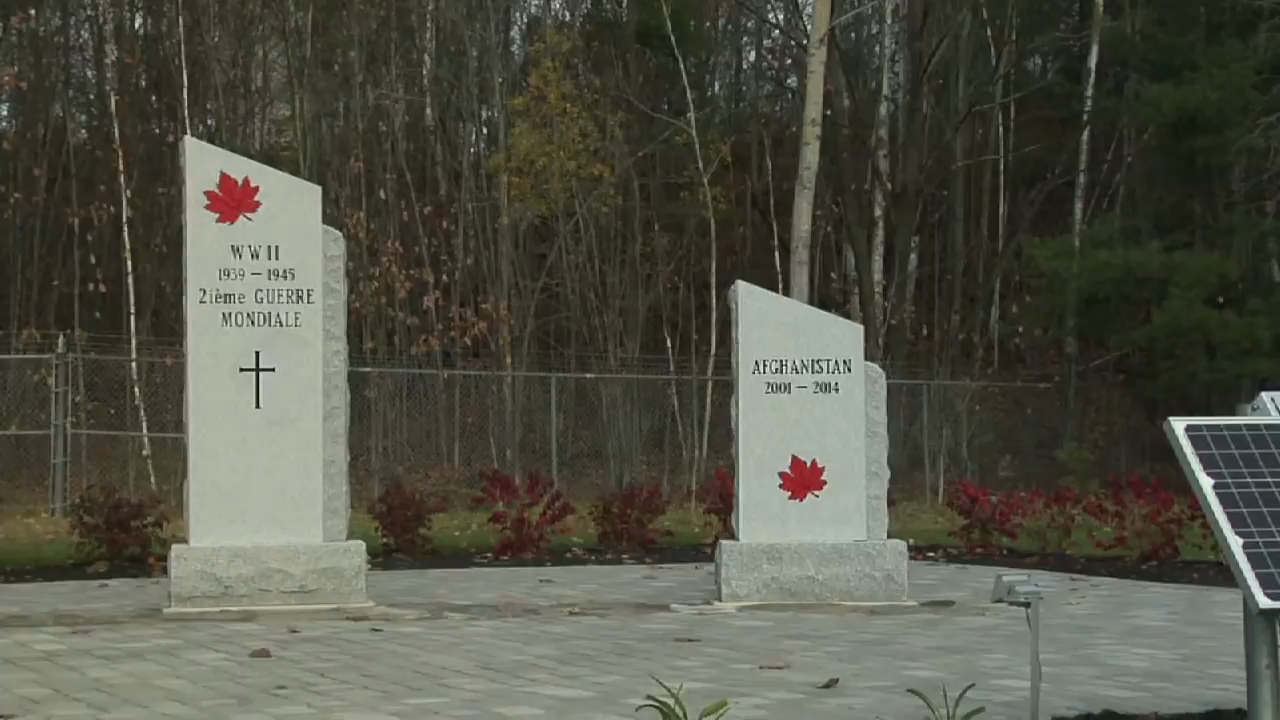 WWII
1939 – 1945
2ième GUERRE
MONDIALE
AFGHANISTAN
2001 – 2014